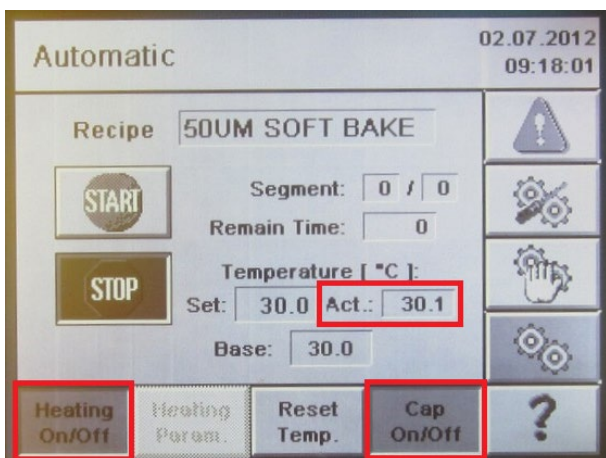 Automatic
02.07.2012
09:18:01
Recipe 50UM SOFT BAKE
START
Segment: 0 / 0
Remain Time: 0
STOP
Temperature [ °C ]:
Set: 30.0 Act.: 30.1
Base: 30.0
Heating
On/Off
Heating
Param.
Reset
Temp.
Cap
On/Off
?